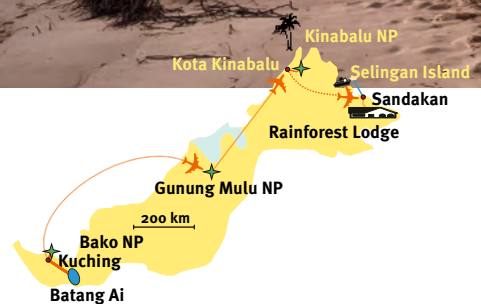 Kinabalu NP
Kota Kinabalu
Selingan Island
Sandakan
Rainforest Lodge
Gunung Mulu NP
200 km
Bako NP
Kuching
Batang Ai